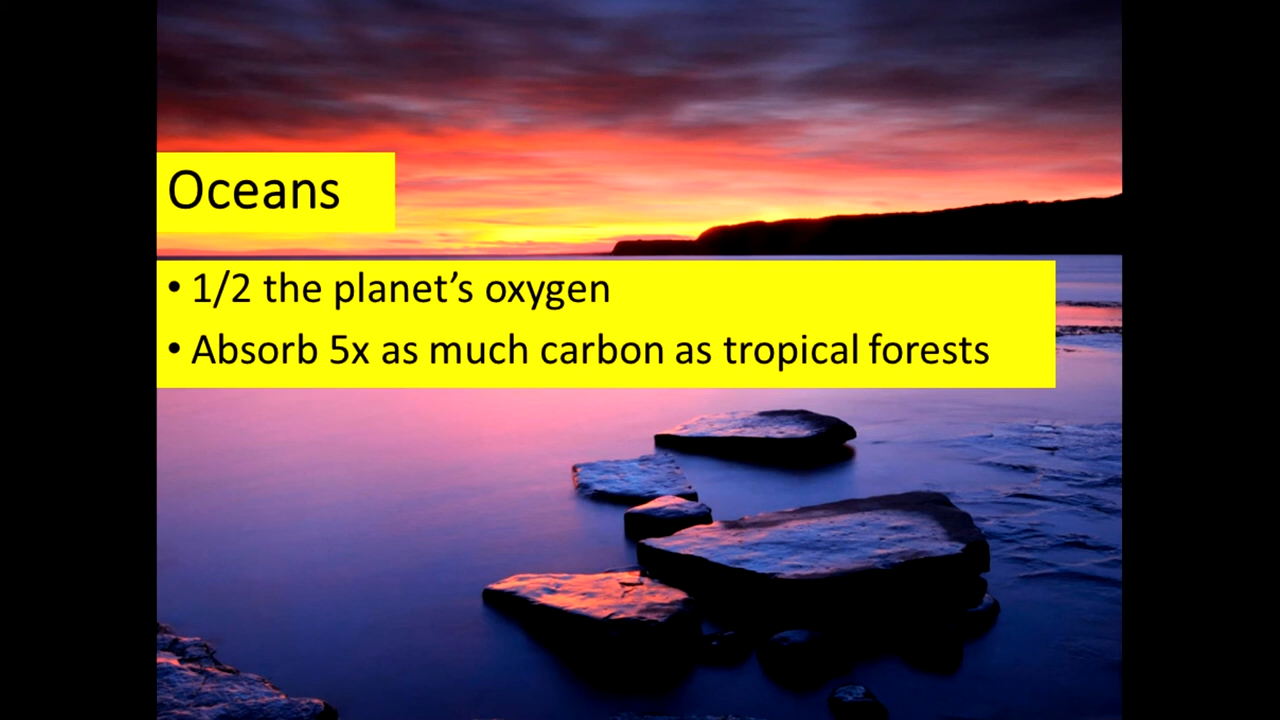 Oceans
• 1/2 the planet’s oxygen
• Absorb 5x as much carbon as tropical forests